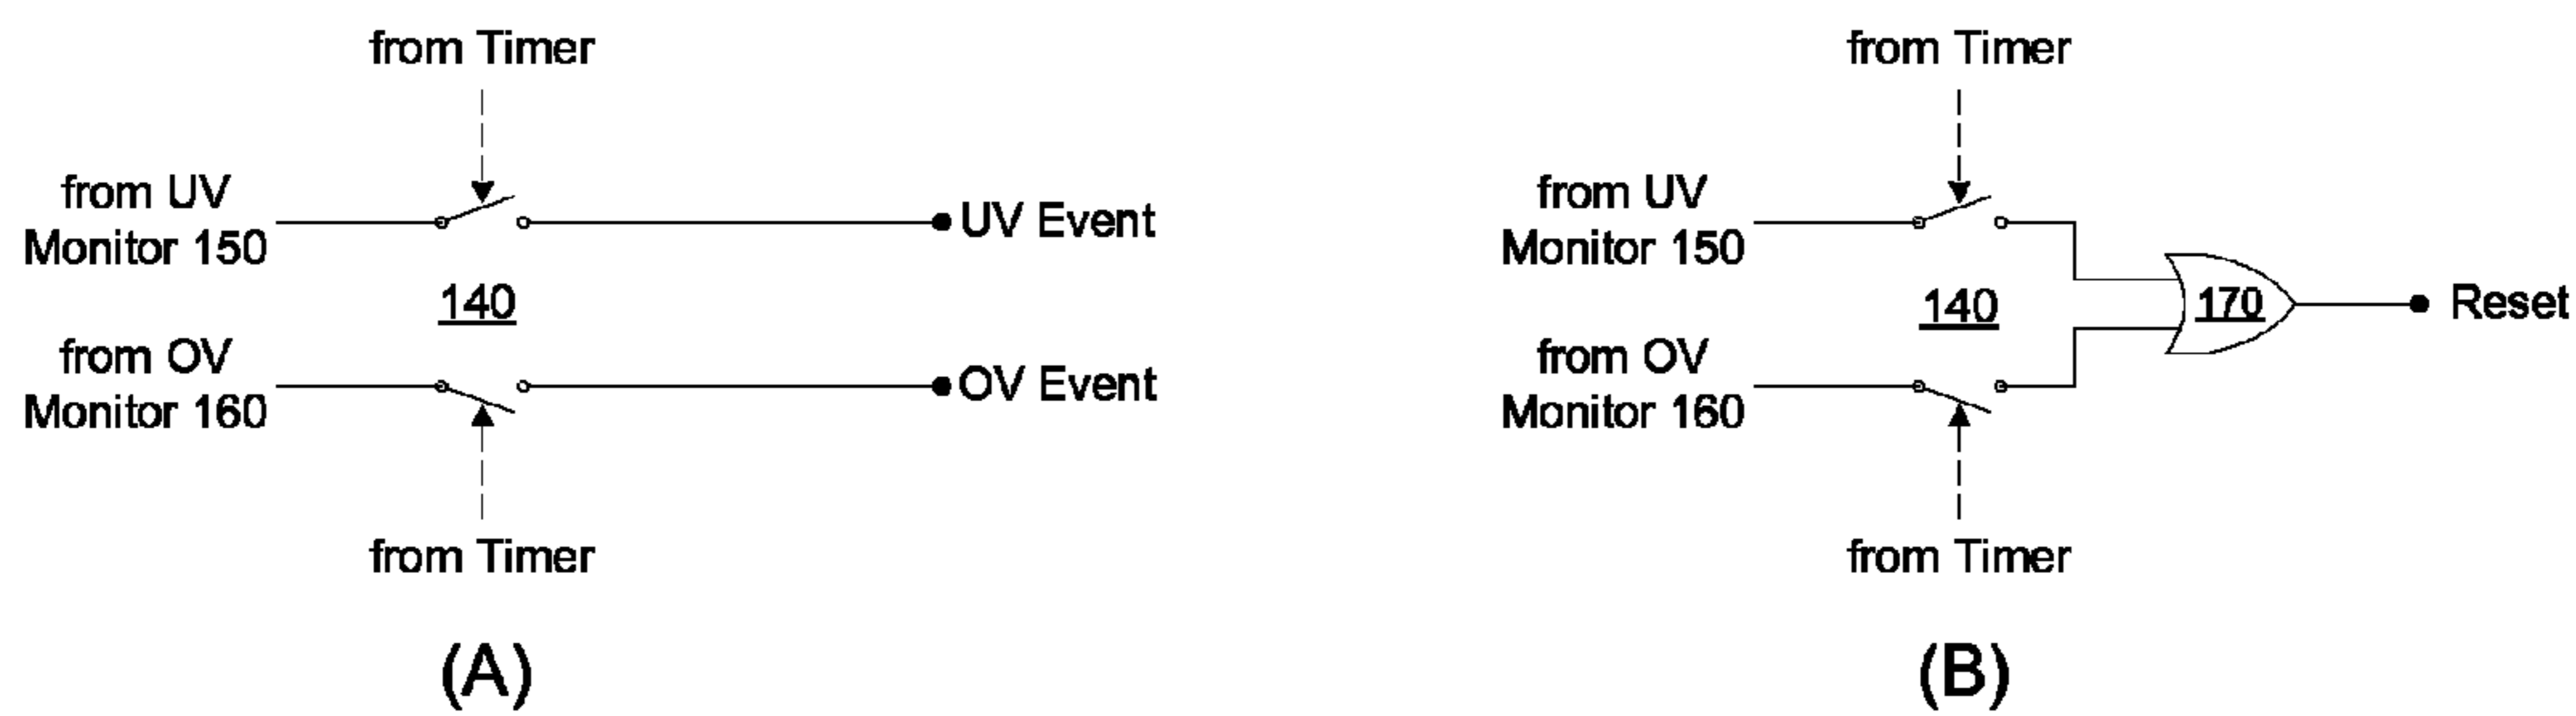 from Timer
from UV
Monitor 150
UV Event
140
from OV
Monitor 160
OV Event
from Timer
(A)
from Timer
from UV
Monitor 150
140
170
Reset
from OV
Monitor 160
from Timer
(B)